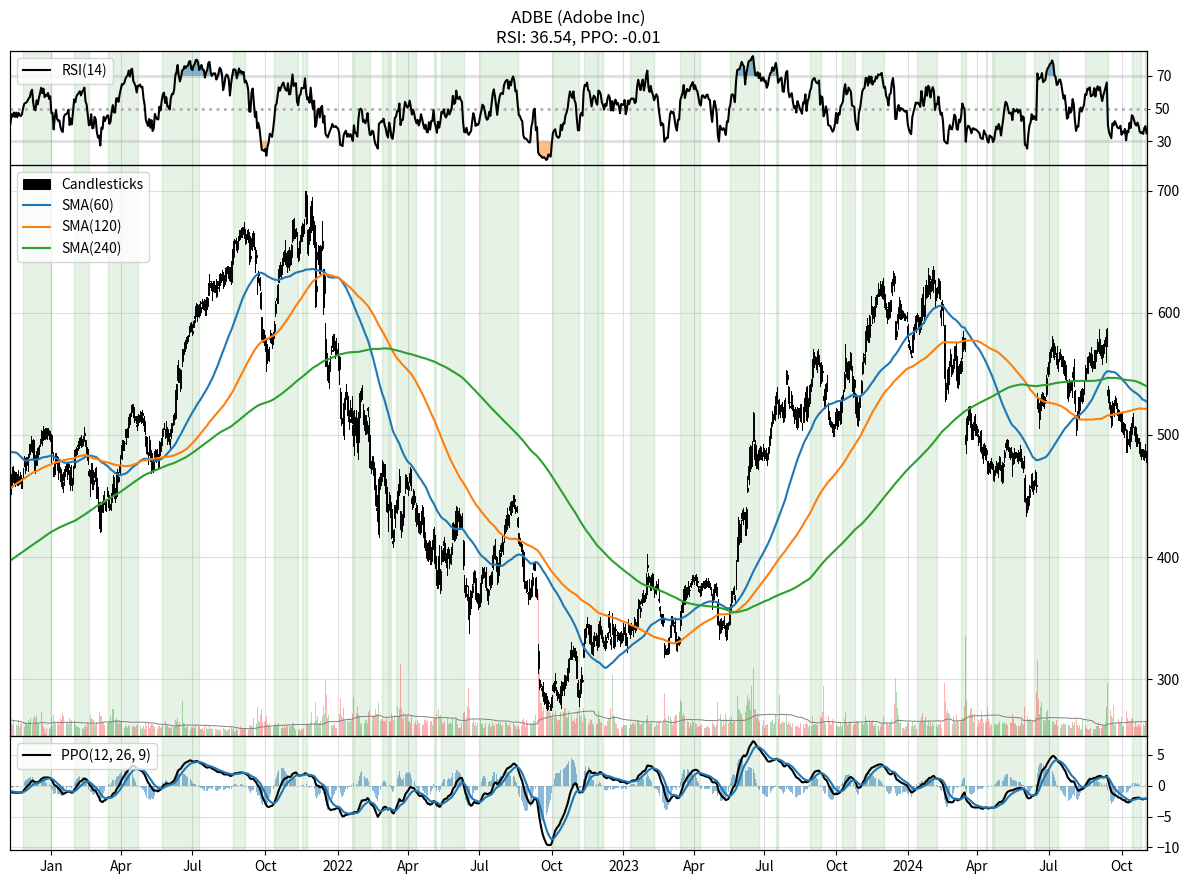 ADBE (Adobe Inc)
RSI: 36.54, PPO: -0.01
RSI(14)
70
50
30
Candlesticks
SMA(60)
SMA(120)
SMA(240)
700
600
500
400
300
PPO(12, 26, 9)
5
0
−5
−10
Jan Apr Jul Oct 2022 Apr Jul Oct 2023 Apr Jul Oct 2024 Apr Jul Oct